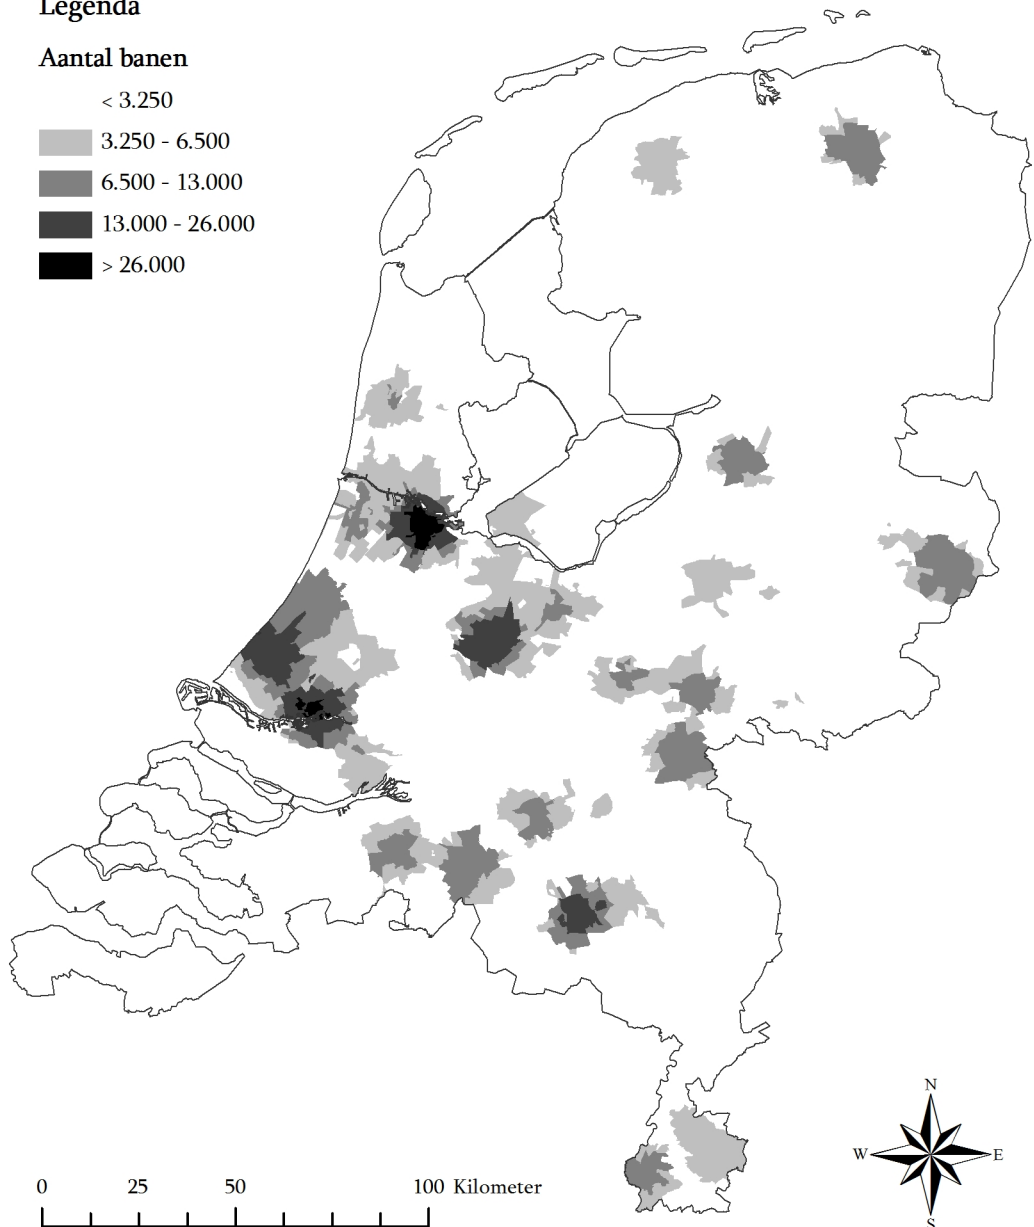 Legenda
Aantal banen
< 3.250
3.250 - 6.500
6.500 - 13.000
13.000 - 26.000
> 26.000
N
W E
S
0 25 50 100 Kilometer